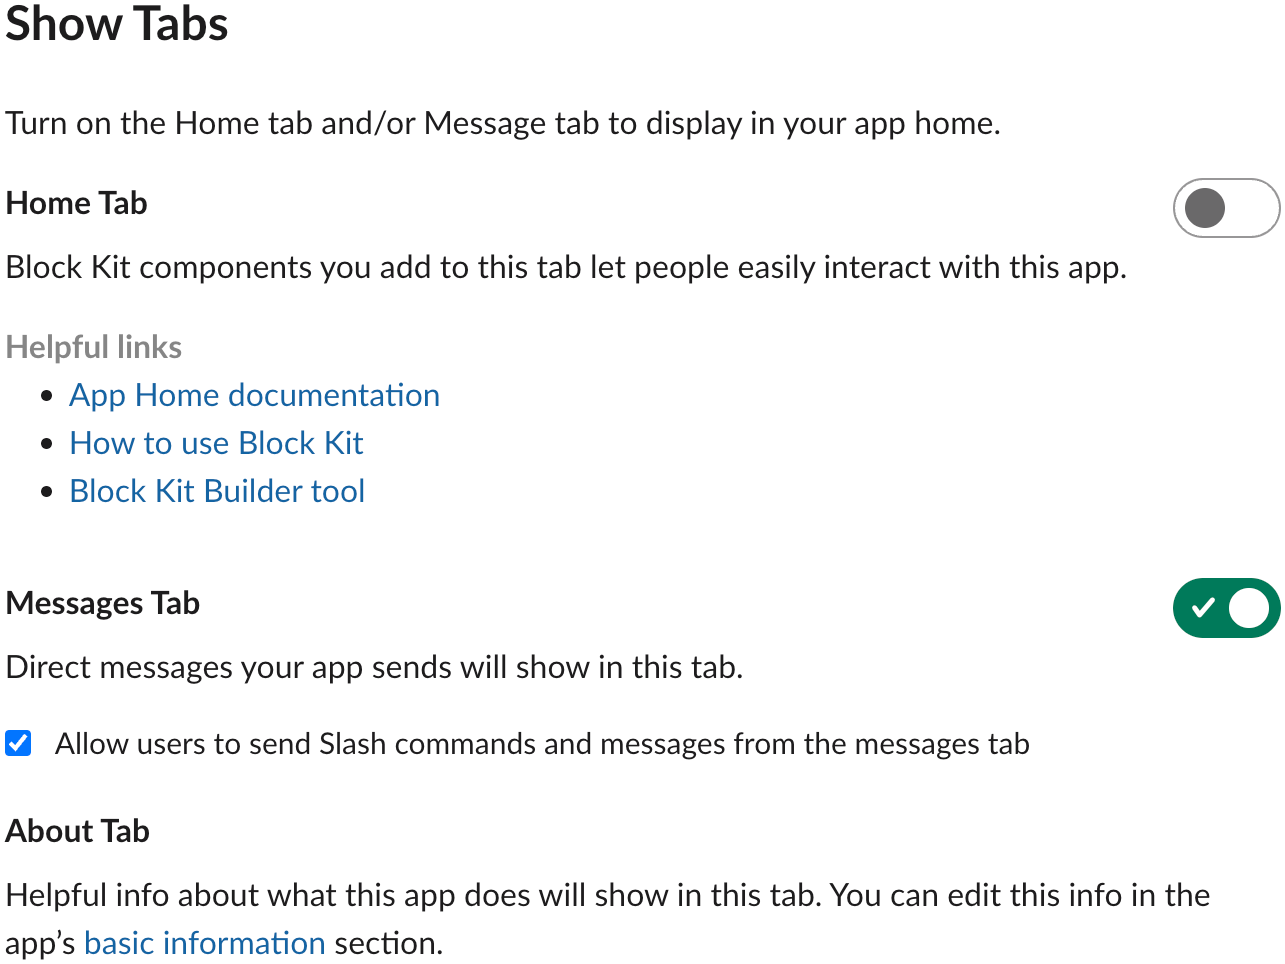 Show Tabs
Turn on the Home tab and/or Message tab to display in your app home.
Home Tab
Block Kit components you add to this tab let people easily interact with this app.
Helpful links
App Home documentation
How to use Block Kit
Block Kit Builder tool
Messages Tab
Direct messages your app sends will show in this tab.
Allow users to send Slash commands and messages from the messages tab
About Tab
Helpful info about what this app does will show in this tab. You can edit this info in the
app’s basic information section.